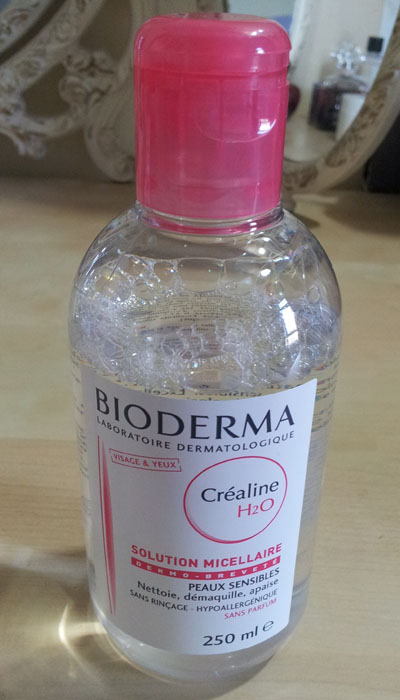 BIODERMA
LABORATOIRE DERMATOLOGIQUE
VISAGE & YEUX
Créaline
H2O
SOLUTION MICELLAIRE
DERMO-BREVETÉ
PEAUX SENSIBLES
Nettoie, démaquille, apaise
SANS RINÇAGE - HYPOALLERGÉNIQUE
SANS PARFUM
250 ml e